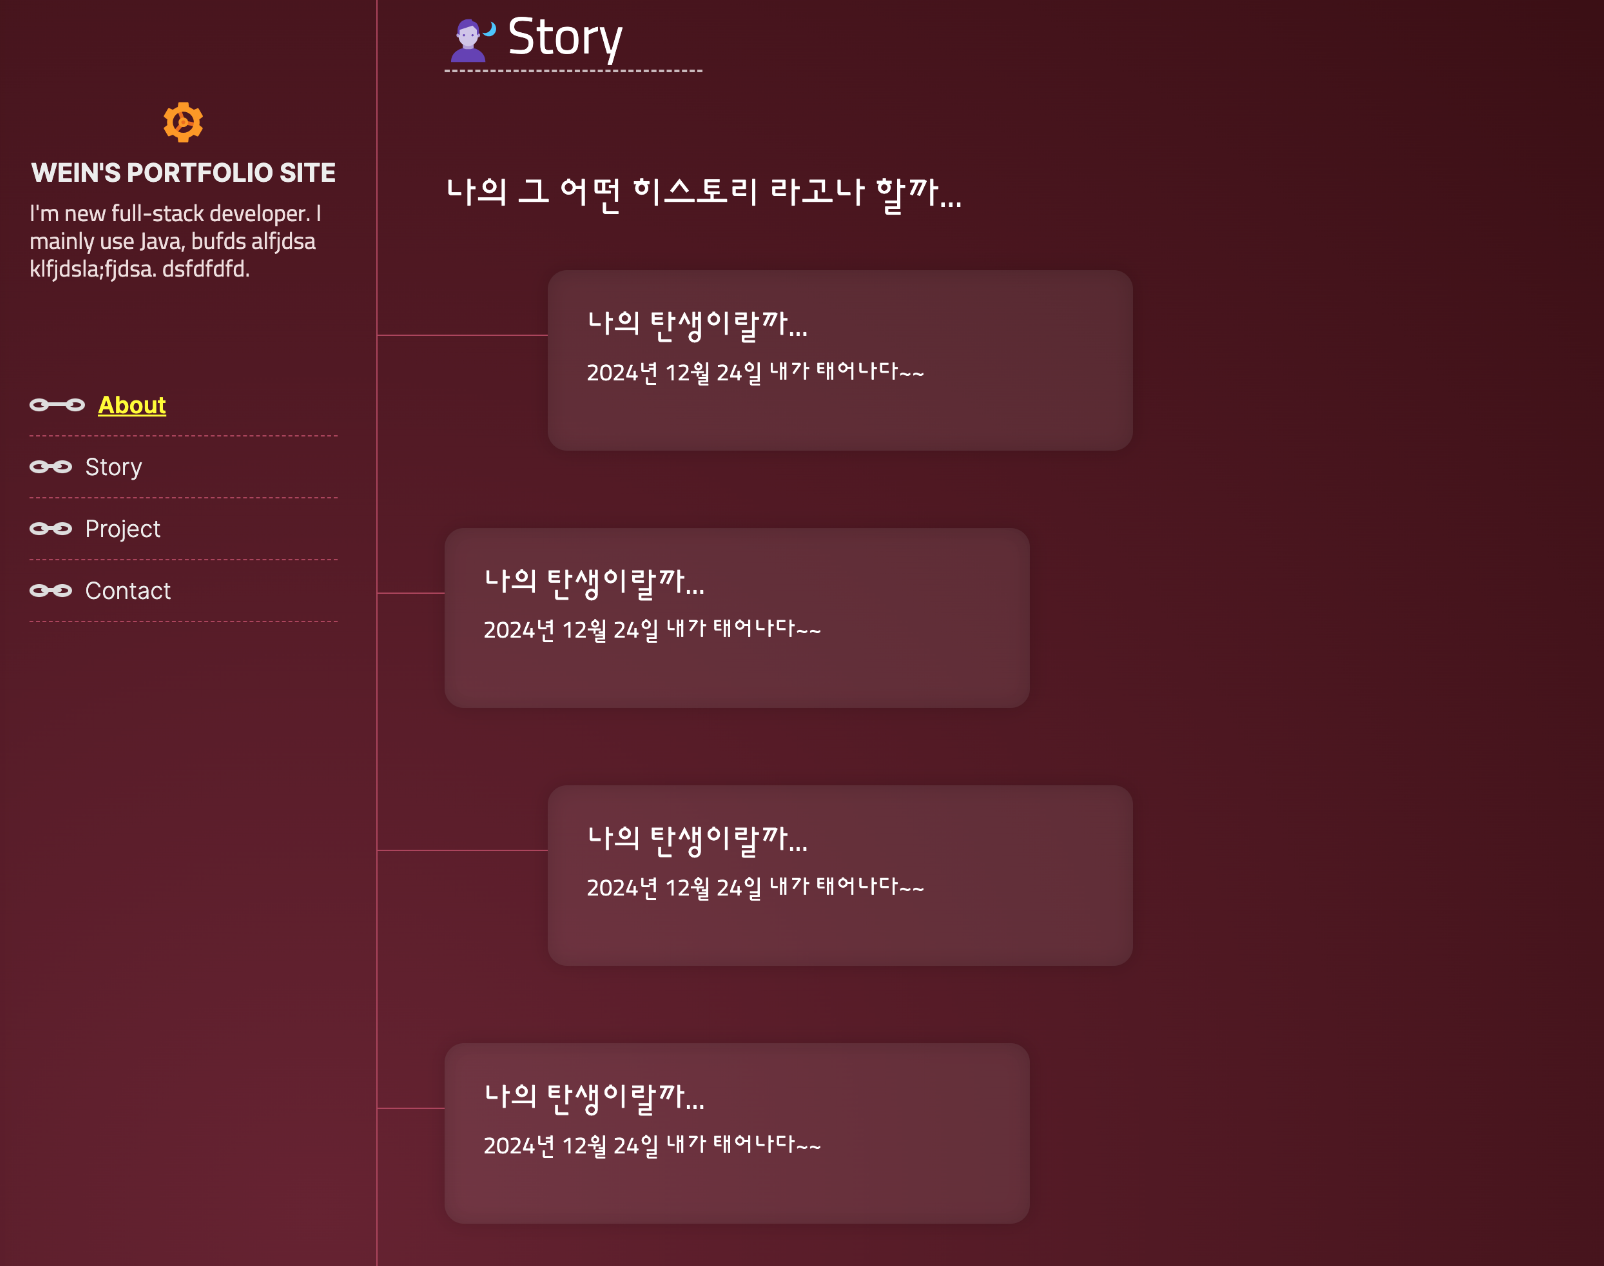 WEIN'S PORTFOLIO SITE
I'm new full-stack developer. I
mainly use Java, bufds alfjdsa
klfjdsla;fjdsa. dsfdfdfd.
About
Story
Project
Contact
Story
나의 그 어떤 히스토리 라고나 할까...
나의 탄생이랄까...
2024년 12월 24일 내가 태어나다~~
나의 탄생이랄까...
2024년 12월 24일 내가 태어나다~~
나의 탄생이랄까...
2024년 12월 24일 내가 태어나다~~
나의 탄생이랄까...
2024년 12월 24일 내가 태어나다~~